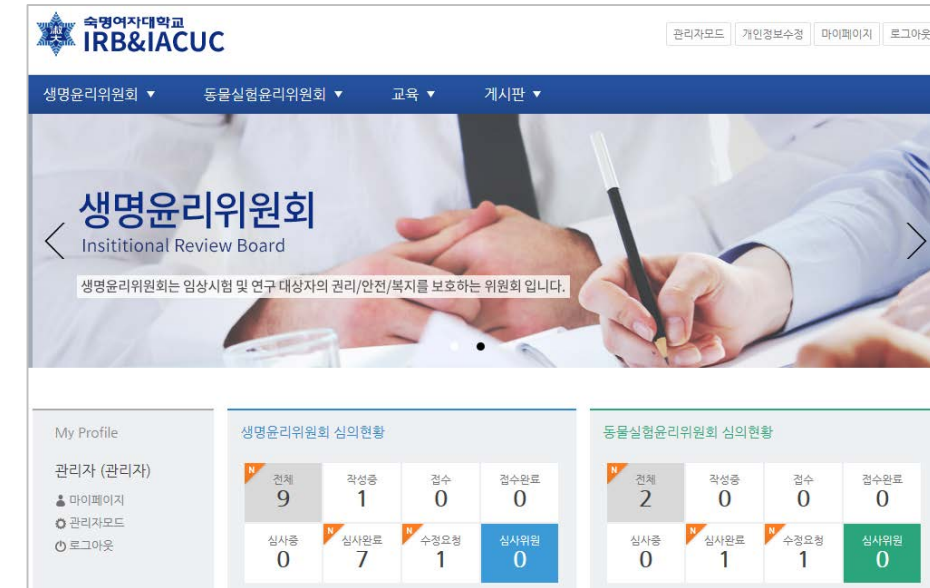 숙명여자대학교
IRB&IACUC
관리자모드 개인정보수정 마이페이지 로그아웃
생명윤리위원회 ▼ 동물실험윤리위원회 ▼ 교육 ▼ 게시판 ▼
생명윤리위원회
Insititional Review Board
생명윤리위원회는 임상시험 및 연구 대상자의 권리/안전/복지를 보호하는 위원회 입니다.
My Profile
관리자 (관리자)
마이페이지
관리자모드
로그아웃
생명윤리위원회 심의현황
N 전체 작성중 접수 접수완료
9 1 0 0
심사중 N 심사완료 N 수정요청 심사위원
0 7 1 0
동물실험윤리위원회 심의현황
N 전체 작성중 접수 접수완료
2 0 0 0
심사중 N 심사완료 N 수정요청 심사위원
0 1 1 0